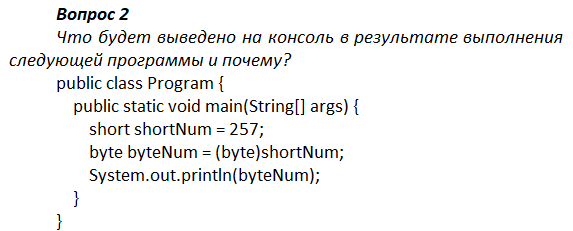 Вопрос 2
Что будет выведено на консоль в результате выполнения
следующей программы и почему?
public class Program {
public static void main(String[] args) {
short shortNum = 257;
byte byteNum = (byte)shortNum;
System.out.println(byteNum);
}
}